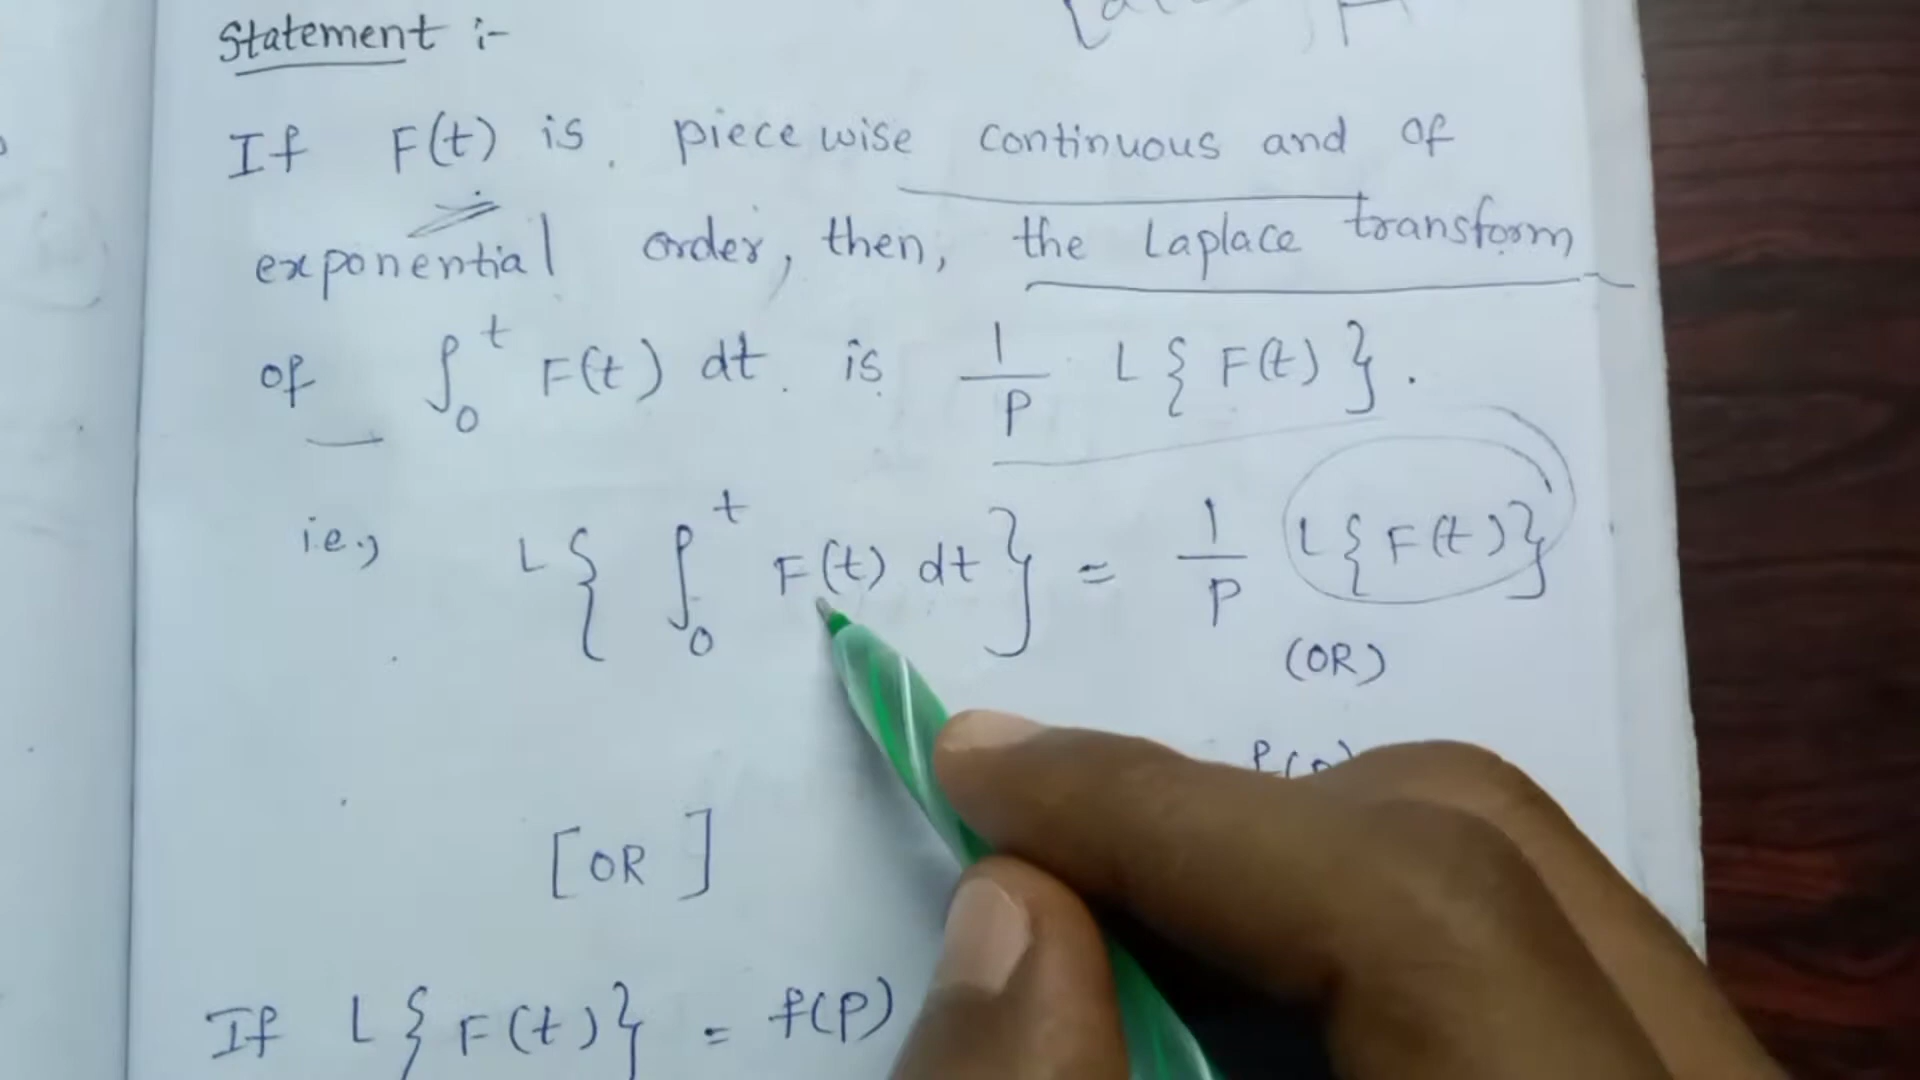 Statement :-
If F(t) is piecewise continuous and of
exponential order, then, the Laplace transform
of ∫₀ᵗ F(t) dt is 1/P L{F(t)}.
i.e., L{∫₀ᵗ F(t) dt} = 1/P L{F(t)}
(OR)
[OR]
If L{F(t)} = f(p)